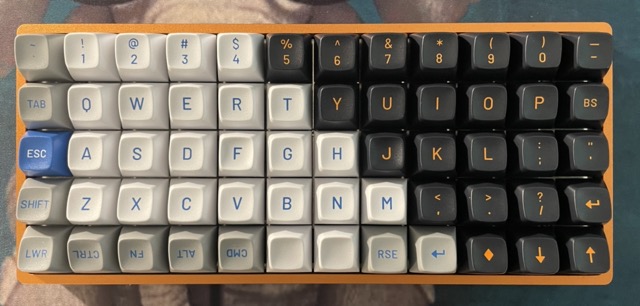 ~ ! @ # $ % ^ & * ( ) —
1 2 3 4 5 6 7 8 9 0 -
TAB Q W E R T Y U I O P BS
ESC A S D F G H J K L : ; " '
SHIFT Z X C V B N M < , > . ? / ↵
LWR CTRL FN ALT CMD RSE ↵ ♦ ↓ ↑